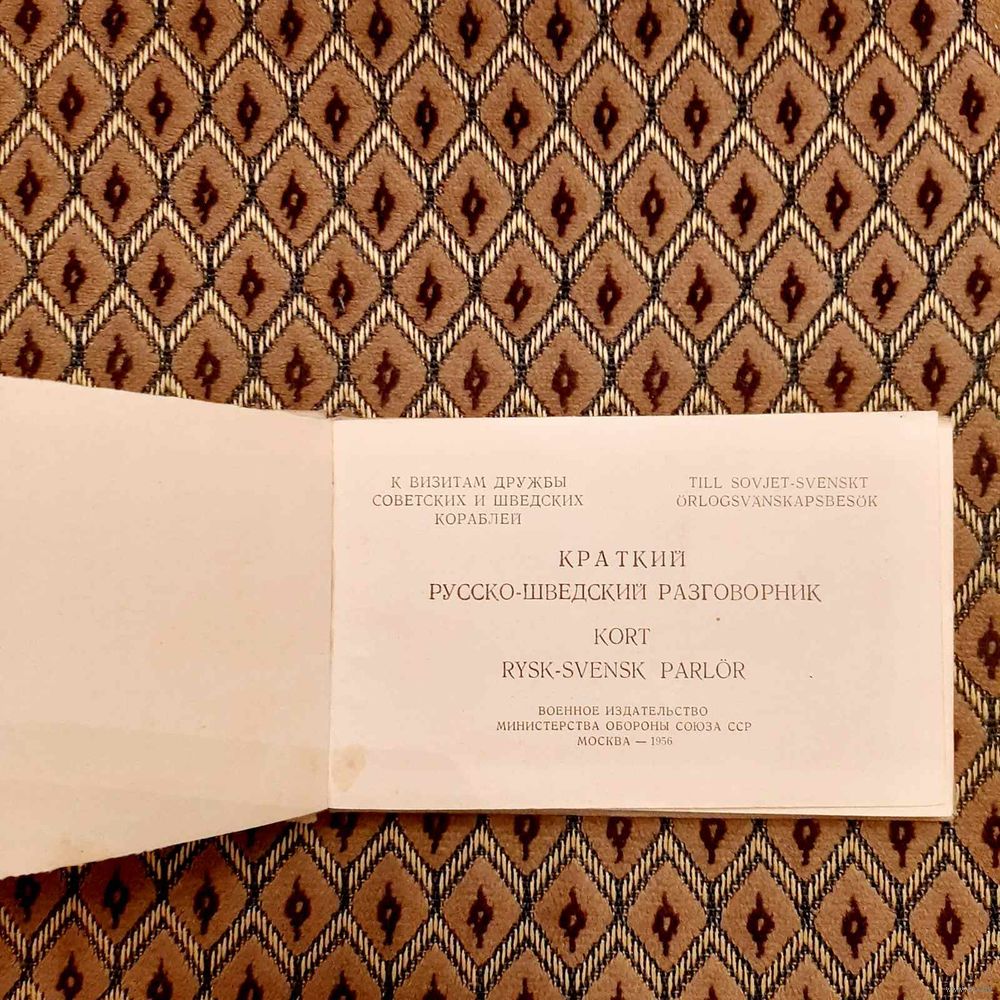 К ВИЗИТАМ ДРУЖБЫ
СОВЕТСКИХ И ШВЕДСКИХ
КОРАБЛЕЙ
TILL SOVJET-SVENSKT
ÖRLOGSVÄNSKAPSBESÖK
КРАТКИЙ
РУССКО-ШВЕДСКИЙ РАЗГОВОРНИК
KORT
RYSK-SVENSK PARLÖR
ВОЕННОЕ ИЗДАТЕЛЬСТВО
МИНИСТЕРСТВА ОБОРОНЫ СОЮЗА ССР
МОСКВА — 1956